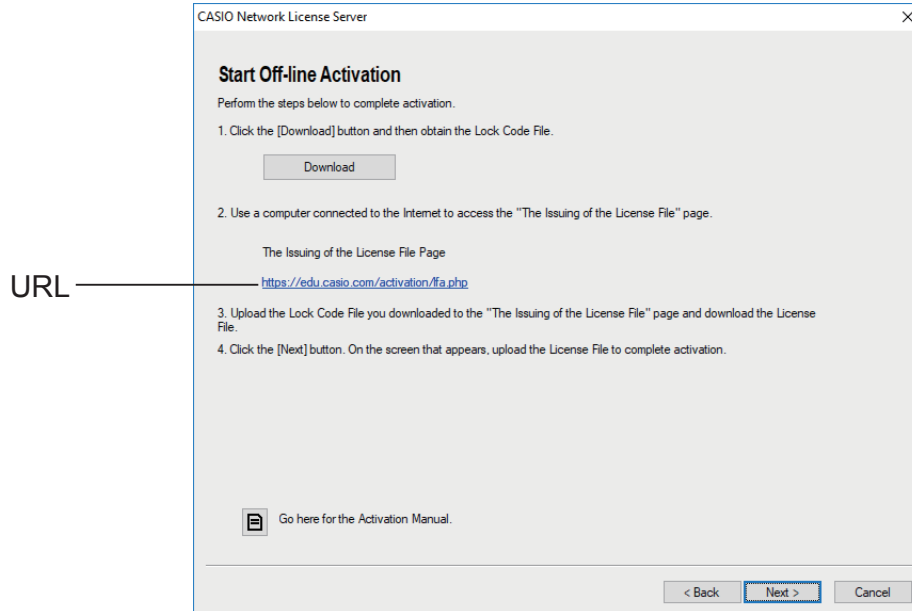 CASIO Network License Server
Start Off-line Activation
Perform the steps below to complete activation.
1. Click the [Download] button and then obtain the Lock Code File.
Download
2. Use a computer connected to the Internet to access the "The Issuing of the License File" page.
The Issuing of the License File Page
URL
https://edu.casio.com/activation/lfa.php
3. Upload the Lock Code File you downloaded to the "The Issuing of the License File" page and download the License
File.
4. Click the [Next] button. On the screen that appears, upload the License File to complete activation.
Go here for the Activation Manual.
< Back
Next >
Cancel